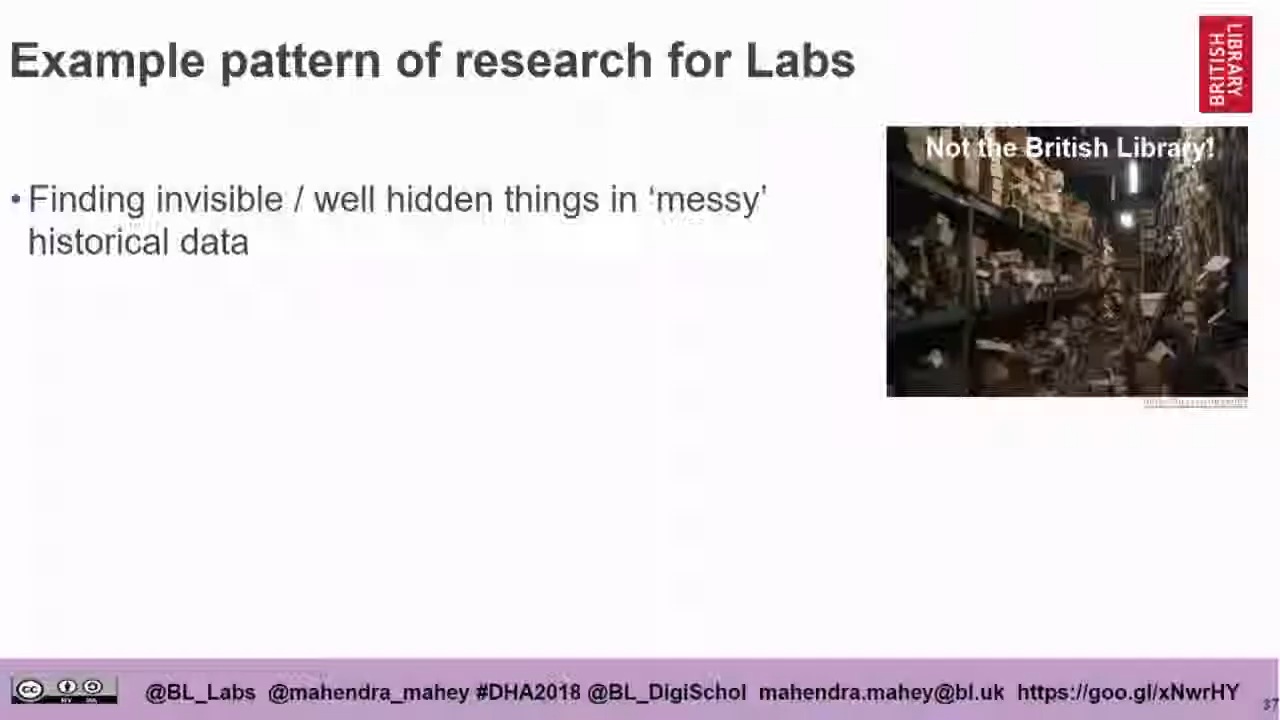 Example pattern of research for Labs
BRITISH
LIBRARY
Not the British Library!
• Finding invisible / well hidden things in ‘messy’
historical data
@BL_Labs @mahendra_mahey #DHA2018 @BL_DigiSchol mahendra.mahey@bl.uk https://goo.gl/xNwrHY
37